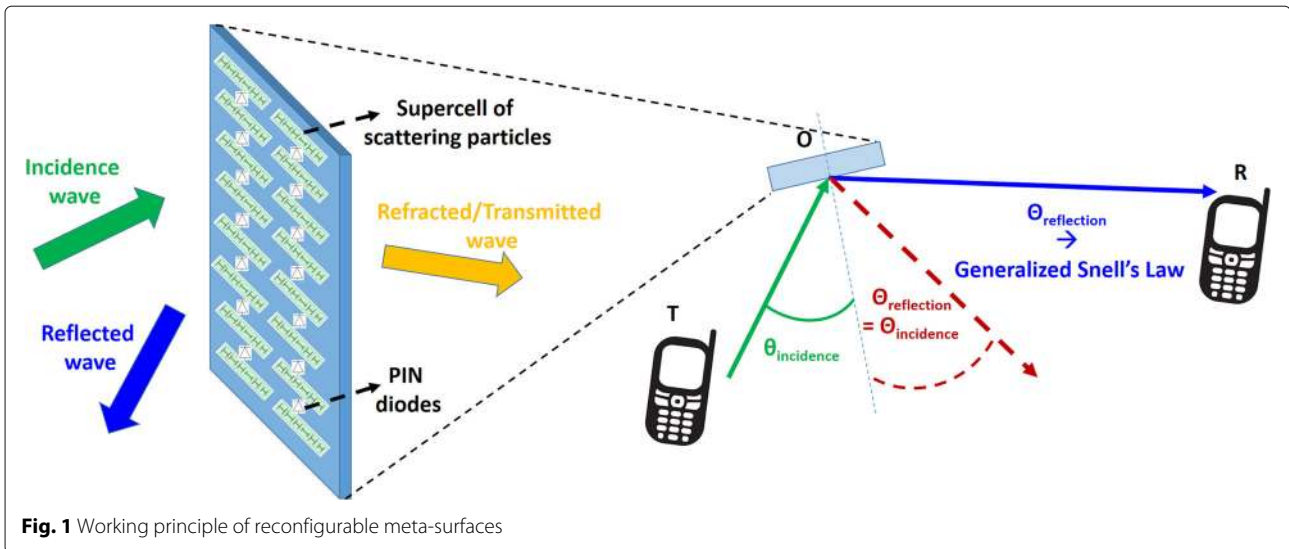 Supercell of
scattering particles
Incidence
wave
Refracted/Transmitted
wave
Reflected
wave
PIN
diodes
O
R
Θreflection
→
Generalized Snell's Law
T
θincidence
Θreflection
= Θincidence
Fig. 1 Working principle of reconfigurable meta-surfaces